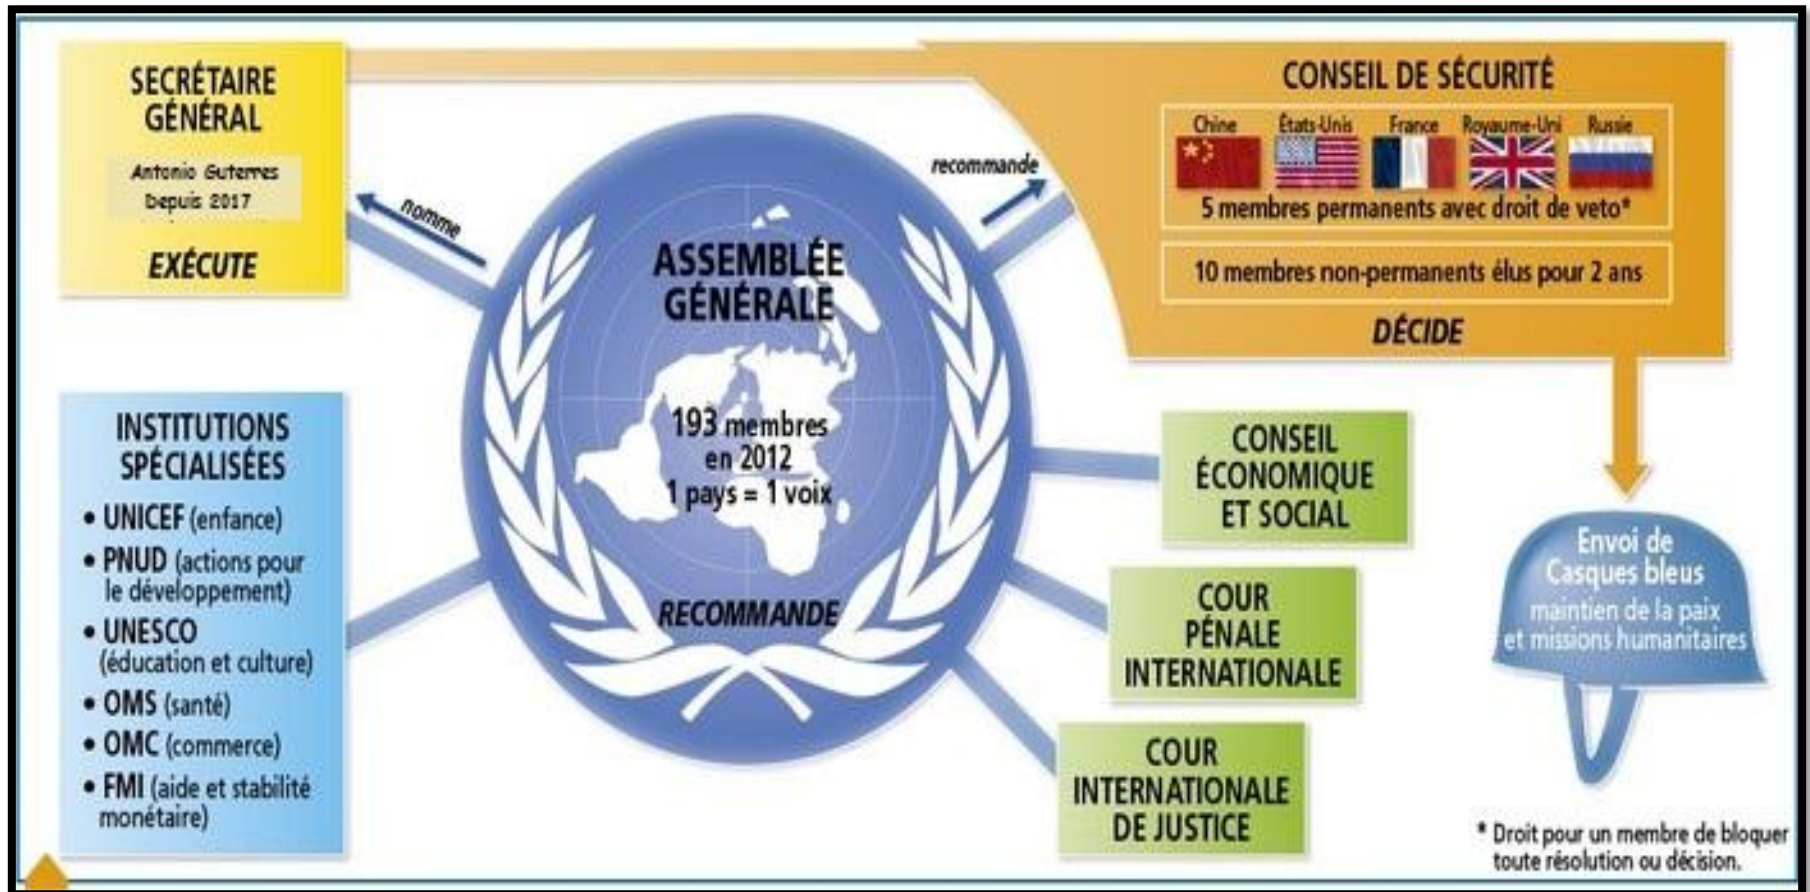 SECRÉTAIRE
GÉNÉRAL
Antonio Guterres
Depuis 2017
EXÉCUTE
nomme
recommande
CONSEIL DE SÉCURITÉ
Chine États-Unis France Royaume-Uni Russie
5 membres permanents avec droit de veto*
10 membres non-permanents élus pour 2 ans
DÉCIDE
ASSEMBLÉE
GÉNÉRALE
193 membres
en 2012
1 pays = 1 voix
RECOMMANDE
INSTITUTIONS
SPÉCIALISÉES
• UNICEF (enfance)
• PNUD (actions pour
le développement)
• UNESCO
(éducation et culture)
• OMS (santé)
• OMC (commerce)
• FMI (aide et stabilité
monétaire)
CONSEIL
ÉCONOMIQUE
ET SOCIAL
COUR
PÉNALE
INTERNATIONALE
COUR
INTERNATIONALE
DE JUSTICE
Envoi de
Casques bleus
maintien de la paix
et missions humanitaires
* Droit pour un membre de bloquer
toute résolution ou décision.